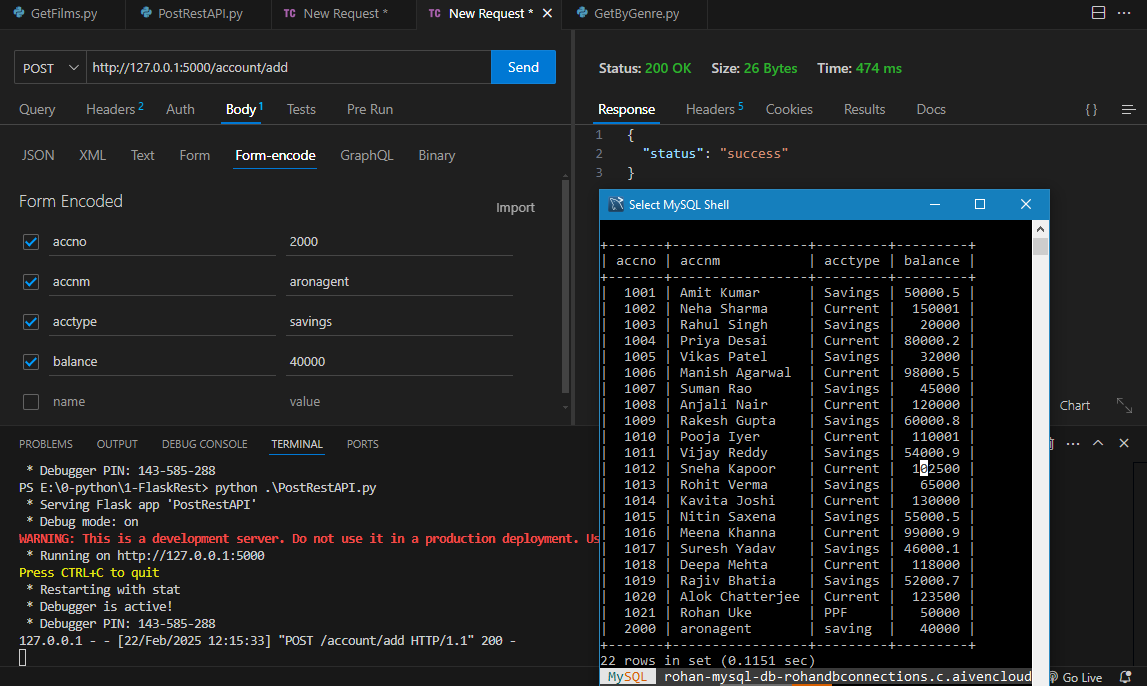 GetFilms.py
PostRestAPI.py
TC New Request *
TC New Request *
GetByGenre.py
POST
http://127.0.0.1:5000/account/add
Send
Query
Headers 2
Auth
Body 1
Tests
Pre Run
JSON
XML
Text
Form
Form-encode
GraphQL
Binary
Form Encoded
Import
accno 2000
accnm aronagent
acctype savings
balance 40000
name value
Status: 200 OK Size: 26 Bytes Time: 474 ms
Response
Headers 5
Cookies
Results
Docs
{ }
1 {
2 "status": "success"
3 }
Chart
Select MySQL Shell
+-------+------------------+---------+---------+
| accno | accnm | acctype | balance |
+-------+------------------+---------+---------+
| 1001 | Amit Kumar | Savings | 50000.5 |
| 1002 | Neha Sharma | Current | 150001 |
| 1003 | Rahul Singh | Savings | 20000 |
| 1004 | Priya Desai | Current | 80000.2 |
| 1005 | Vikas Patel | Savings | 32000 |
| 1006 | Manish Agarwal | Current | 98000.5 |
| 1007 | Suman Rao | Savings | 45000 |
| 1008 | Anjali Nair | Current | 120000 |
| 1009 | Rakesh Gupta | Savings | 60000.8 |
| 1010 | Pooja Iyer | Current | 110001 |
| 1011 | Vijay Reddy | Savings | 54000.9 |
| 1012 | Sneha Kapoor | Current | 102500 |
| 1013 | Rohit Verma | Savings | 65000 |
| 1014 | Kavita Joshi | Current | 130000 |
| 1015 | Nitin Saxena | Savings | 55000.5 |
| 1016 | Meena Khanna | Current | 99000.9 |
| 1017 | Suresh Yadav | Savings | 46000.1 |
| 1018 | Deepa Mehta | Current | 118000 |
| 1019 | Rajiv Bhatia | Savings | 52000.7 |
| 1020 | Alok Chatterjee | Current | 123500 |
| 1021 | Rohan Uke | PPF | 50000 |
| 2000 | aronagent | saving | 40000 |
+-------+------------------+---------+---------+
22 rows in set (0.1151 sec)
MySQL rohan-mysql-db-rohandbconnections.c.aivencloud
PROBLEMS
OUTPUT
DEBUG CONSOLE
TERMINAL
PORTS
* Debugger PIN: 143-585-288
PS E:\0-python\1-FlaskRest> python .\PostRestAPI.py
* Serving Flask app 'PostRestAPI'
* Debug mode: on
WARNING: This is a development server. Do not use it in a production deployment. Us
* Running on http://127.0.0.1:5000
Press CTRL+C to quit
* Restarting with stat
* Debugger is active!
* Debugger PIN: 143-585-288
127.0.0.1 - - [22/Feb/2025 12:15:33] "POST /account/add HTTP/1.1" 200 -
Go Live